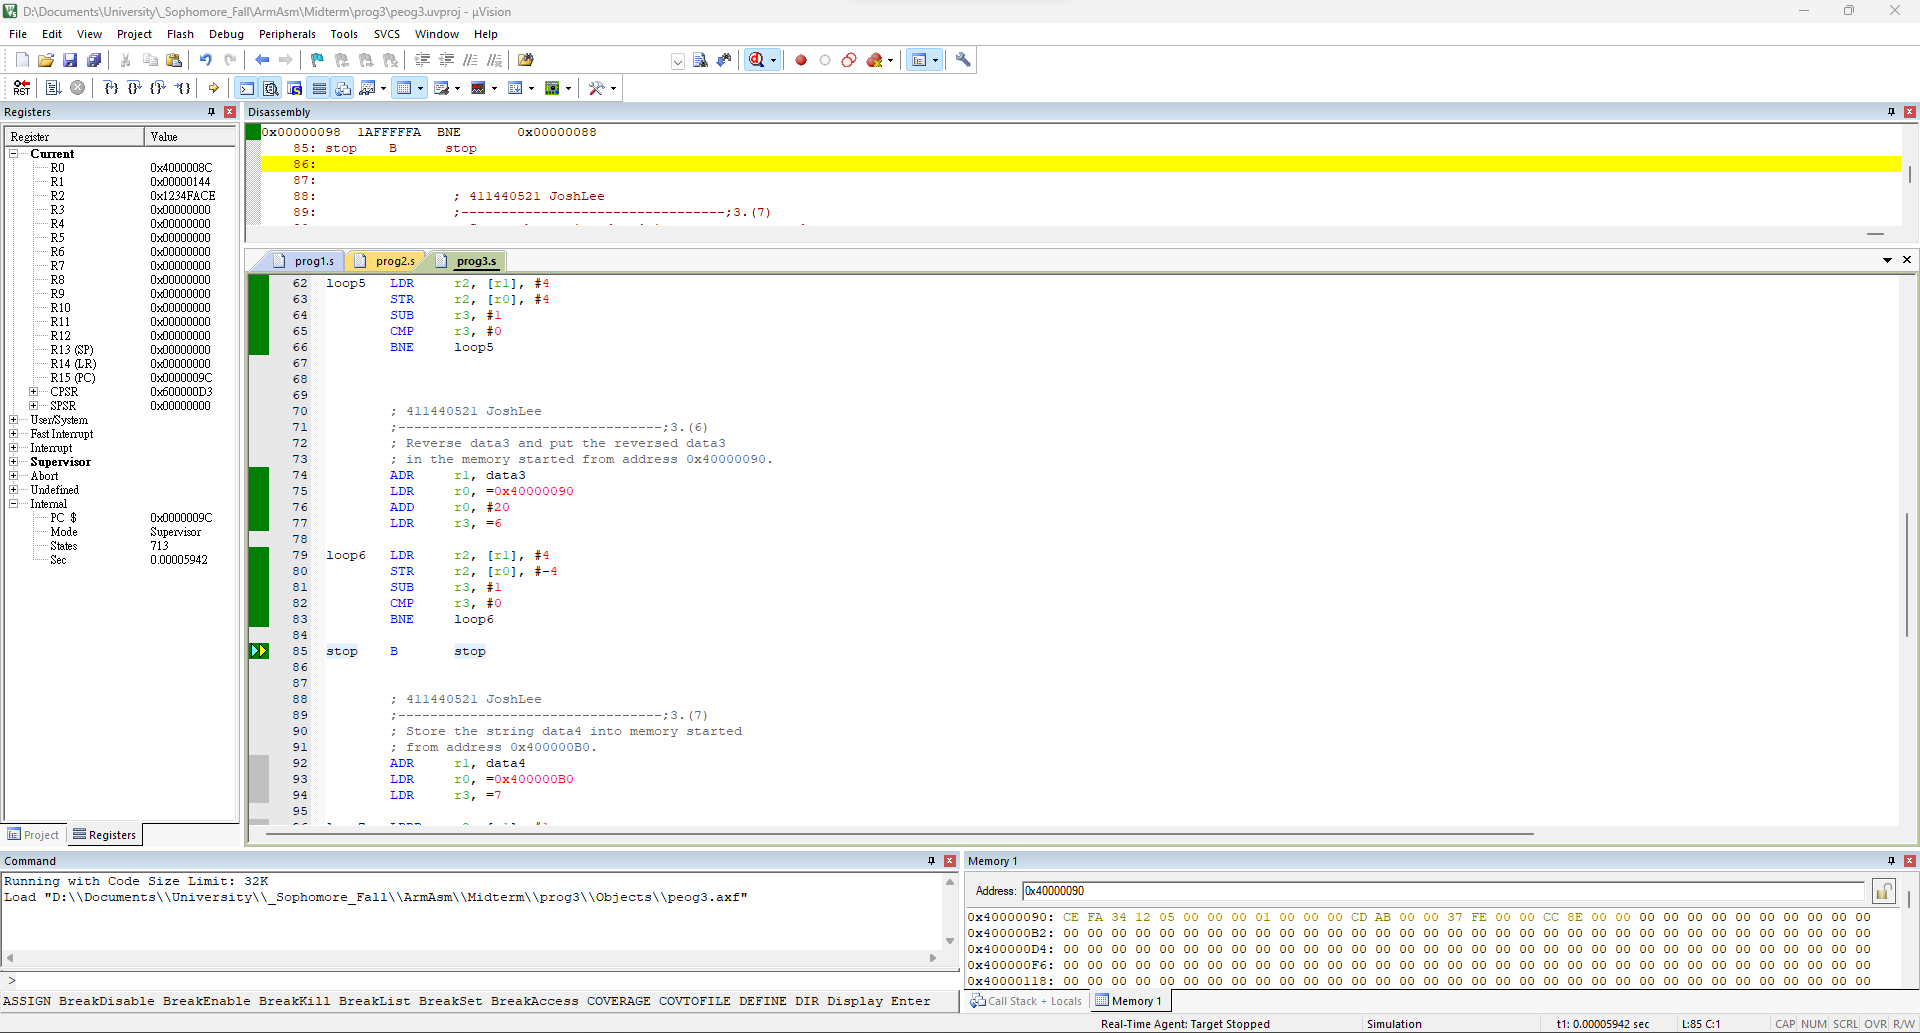 D:\Documents\University\_Sophomore_Fall\ArmAsm\Midterm\prog3\peog3.uvproj - µVision
File Edit View Project Flash Debug Peripherals Tools SVCS Window Help
Registers
Register Value
Current
R0 0x4000008C
R1 0x00000144
R2 0x1234FACE
R3 0x00000000
R4 0x00000000
R5 0x00000000
R6 0x00000000
R7 0x00000000
R8 0x00000000
R9 0x00000000
R10 0x00000000
R11 0x00000000
R12 0x00000000
R13 (SP) 0x00000000
R14 (LR) 0x00000000
R15 (PC) 0x0000009C
CPSR 0x600000D3
SPSR 0x00000000
User/System
Fast Interrupt
Interrupt
Supervisor
Abort
Undefined
Internal
PC $ 0x0000009C
Mode Supervisor
States 713
Sec 0.00005942
Project Registers
Disassembly
0x00000098 1AFFFFFA BNE 0x00000088
85: stop B stop
86:
87:
88: ; 411440521 JoshLee
89: ;---------------------------------;3.(7)
prog1.s prog2.s prog3.s
62 loop5 LDR r2, [r1], #4
63 STR r2, [r0], #4
64 SUB r3, #1
65 CMP r3, #0
66 BNE loop5
67
68
69
70 ; 411440521 JoshLee
71 ;---------------------------------;3.(6)
72 ; Reverse data3 and put the reversed data3
73 ; in the memory started from address 0x40000090.
74 ADR r1, data3
75 LDR r0, =0x40000090
76 ADD r0, #20
77 LDR r3, =6
78
79 loop6 LDR r2, [r1], #4
80 STR r2, [r0], #-4
81 SUB r3, #1
82 CMP r3, #0
83 BNE loop6
84
85 stop B stop
86
87
88 ; 411440521 JoshLee
89 ;---------------------------------;3.(7)
90 ; Store the string data4 into memory started
91 ; from address 0x400000B0.
92 ADR r1, data4
93 LDR r0, =0x400000B0
94 LDR r3, =7
95
Command
Running with Code Size Limit: 32K
Load "D:\\Documents\\University\\_Sophomore_Fall\\ArmAsm\\Midterm\\prog3\\Objects\\peog3.axf"
>
ASSIGN BreakDisable BreakEnable BreakKill BreakList BreakSet BreakAccess COVERAGE COVTOFILE DEFINE DIR Display Enter
Memory 1
Address: 0x40000090
0x40000090: CE FA 34 12 05 00 00 00 01 00 00 00 CD AB 00 00 37 FE 00 00 CC 8E 00 00 00 00 00 00 00 00 00 00 00 00
0x400000B2: 00 00 00 00 00 00 00 00 00 00 00 00 00 00 00 00 00 00 00 00 00 00 00 00 00 00 00 00 00 00 00 00 00 00
0x400000D4: 00 00 00 00 00 00 00 00 00 00 00 00 00 00 00 00 00 00 00 00 00 00 00 00 00 00 00 00 00 00 00 00 00 00
0x400000F6: 00 00 00 00 00 00 00 00 00 00 00 00 00 00 00 00 00 00 00 00 00 00 00 00 00 00 00 00 00 00 00 00 00 00
0x40000118: 00 00 00 00 00 00 00 00 00 00 00 00 00 00 00 00 00 00 00 00 00 00 00 00 00 00 00 00 00 00 00 00 00 00
Call Stack + Locals Memory 1
Real-Time Agent: Target Stopped Simulation t1: 0.00005942 sec L:85 C:1 CAP NUM SCRL OVR R/W